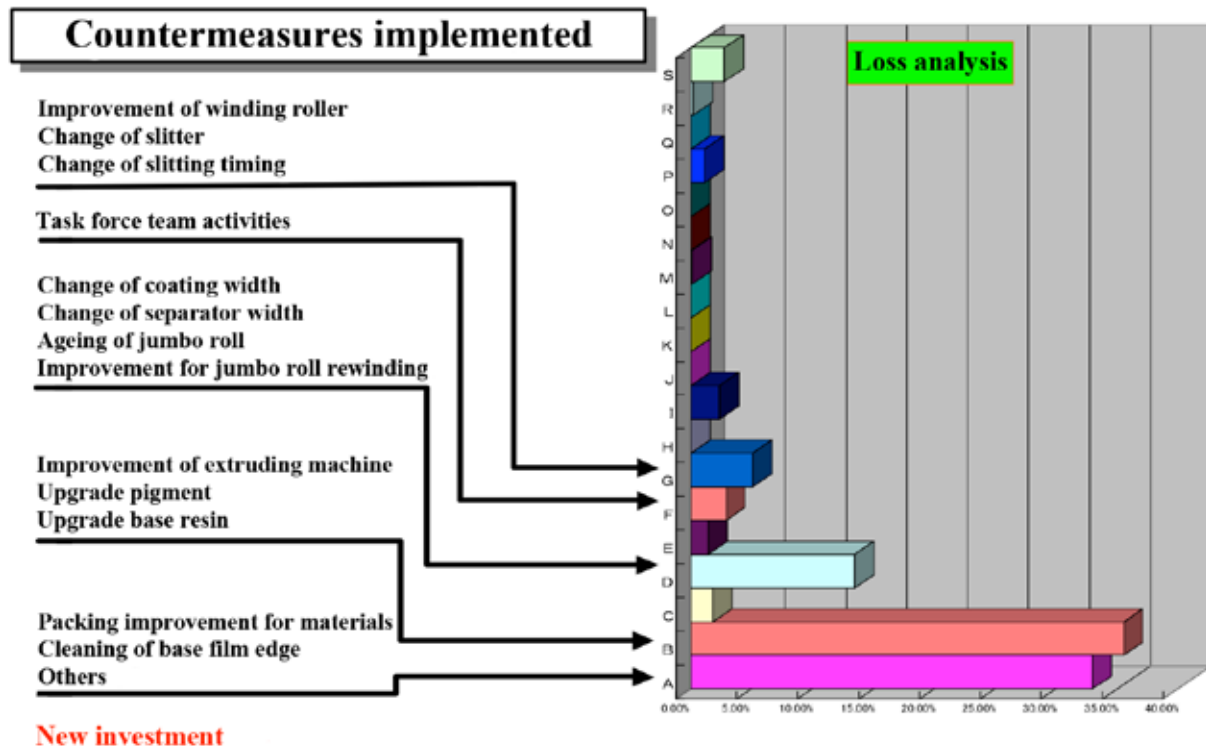 Countermeasures implemented
Loss analysis
Improvement of winding roller
Change of slitter
Change of slitting timing
Task force team activities
Change of coating width
Change of separator width
Ageing of jumbo roll
Improvement for jumbo roll rewinding
Improvement of extruding machine
Upgrade pigment
Upgrade base resin
Packing improvement for materials
Cleaning of base film edge
Others
New investment
S
R
Q
P
O
N
M
L
K
J
I
H
G
F
E
D
C
B
A
0.00% 5.00% 10.00% 15.00% 20.00% 25.00% 30.00% 35.00% 40.00%